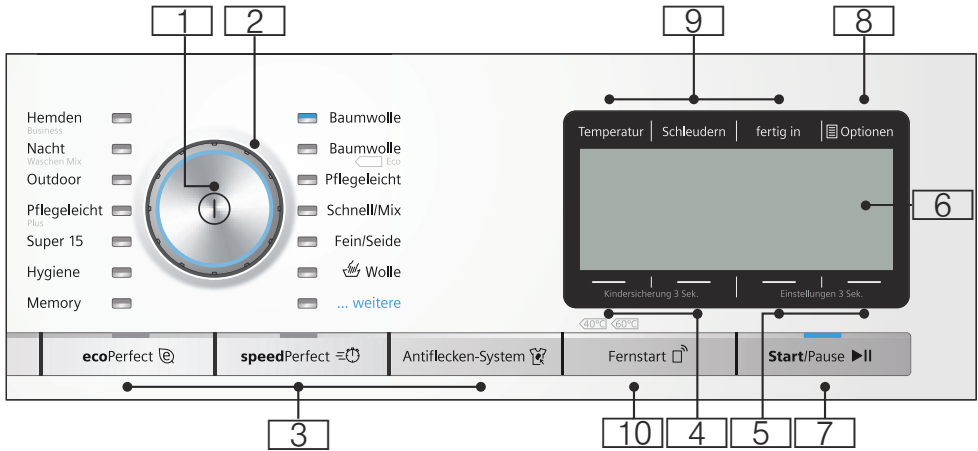 1 2 9 8
Hemden
Business
Nacht
Waschen Mix
Outdoor
Pflegeleicht
Plus
Super 15
Hygiene
Memory
Baumwolle
Baumwolle
Eco
Pflegeleicht
Schnell/Mix
Fein/Seide
Wolle
... weitere
Temperatur Schleudern fertig in Optionen
6
Kindersicherung 3 Sek. Einstellungen 3 Sek.
40°C 60°C
ecoPerfect e speedPerfect Antiflecken-System Fernstart Start/Pause
3 10 4 5 7